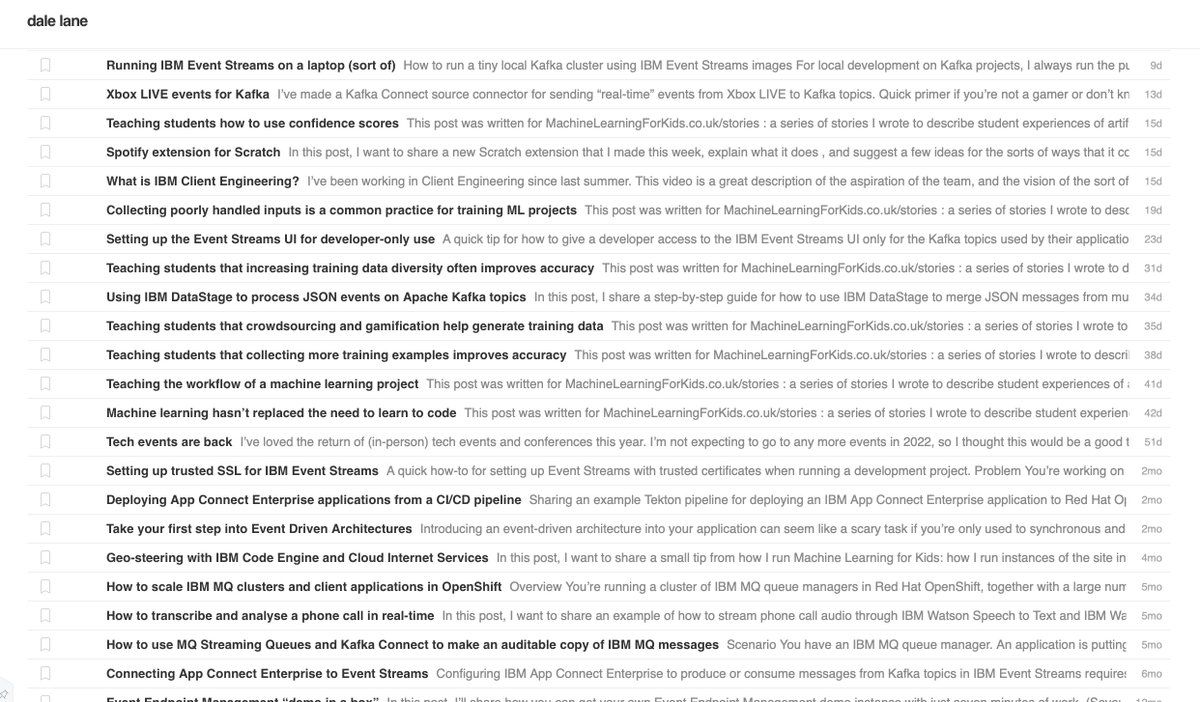 dale lane
Running IBM Event Streams on a laptop (sort of) How to run a tiny local Kafka cluster using IBM Event Streams images For local development on Kafka projects, I always run the 9d
Xbox LIVE events for Kafka I've made a Kafka Connect source connector for sending “real-time” events from Xbox LIVE to Kafka topics. Quick primer if you're not a gamer or don't 13d
Teaching students how to use confidence scores This post was written for MachineLearningForKids.co.uk/stories : a series of stories I wrote to describe student experiences of artif 15d
Spotify extension for Scratch In this post, I want to share a new Scratch extension that I made this week, explain what it does , and suggest a few ideas for the sorts of ways that it 15d
What is IBM Client Engineering? I've been working in Client Engineering since last summer. This video is a great description of the aspiration of the team, and the vision of the sort of 15d
Collecting poorly handled inputs is a common practice for training ML projects This post was written for MachineLearningForKids.co.uk/stories : a series of stories I wrote to desc 19d
Setting up the Event Streams UI for developer-only use A quick tip for how to give a developer access to the IBM Event Streams UI only for the Kafka topics used by their applicatio 23d
Teaching students that increasing training data diversity often improves accuracy This post was written for MachineLearningForKids.co.uk/stories : a series of stories I wrote to d 31d
Using IBM DataStage to process JSON events on Apache Kafka topics In this post, I share a step-by-step guide for how to use IBM DataStage to merge JSON messages from mu 34d
Teaching students that crowdsourcing and gamification help generate training data This post was written for MachineLearningForKids.co.uk/stories : a series of stories I wrote to 35d
Teaching students that collecting more training examples improves accuracy This post was written for MachineLearningForKids.co.uk/stories : a series of stories I wrote to descri 38d
Teaching the workflow of a machine learning project This post was written for MachineLearningForKids.co.uk/stories : a series of stories I wrote to describe student experiences of 41d
Machine learning hasn't replaced the need to learn to code This post was written for MachineLearningForKids.co.uk/stories : a series of stories I wrote to describe student experien 42d
Tech events are back I've loved the return of (in-person) tech events and conferences this year. I'm not expecting to go to any more events in 2022, so I thought this would be a good t 51d
Setting up trusted SSL for IBM Event Streams A quick how-to for setting up Event Streams with trusted certificates when running a development project. Problem You're working on 2mo
Deploying App Connect Enterprise applications from a CI/CD pipeline Sharing an example Tekton pipeline for deploying an IBM App Connect Enterprise application to Red Hat 2mo
Take your first step into Event Driven Architectures Introducing an event-driven architecture into your application can seem like a scary task if you're only used to synchronous and 2mo
Geo-steering with IBM Code Engine and Cloud Internet Services In this post, I want to share a small tip from how I run Machine Learning for Kids: how I run instances of the site in 4mo
How to scale IBM MQ clusters and client applications in OpenShift Overview You're running a cluster of IBM MQ queue managers in Red Hat OpenShift, together with a large num 5mo
How to transcribe and analyse a phone call in real-time In this post, I want to share an example of how to stream phone call audio through IBM Watson Speech to Text and IBM Wa 5mo
How to use MQ Streaming Queues and Kafka Connect to make an auditable copy of IBM MQ messages Scenario You have an IBM MQ queue manager. An application is putting 5mo
Connecting App Connect Enterprise to Event Streams Configuring IBM App Connect Enterprise to produce or consume messages from Kafka topics in IBM Event Streams requires 6mo
Event Endpoint Management “demo in a box” In this post, I'll share how you can get your own Event Endpoint Management demo instance with just seven minutes of work.